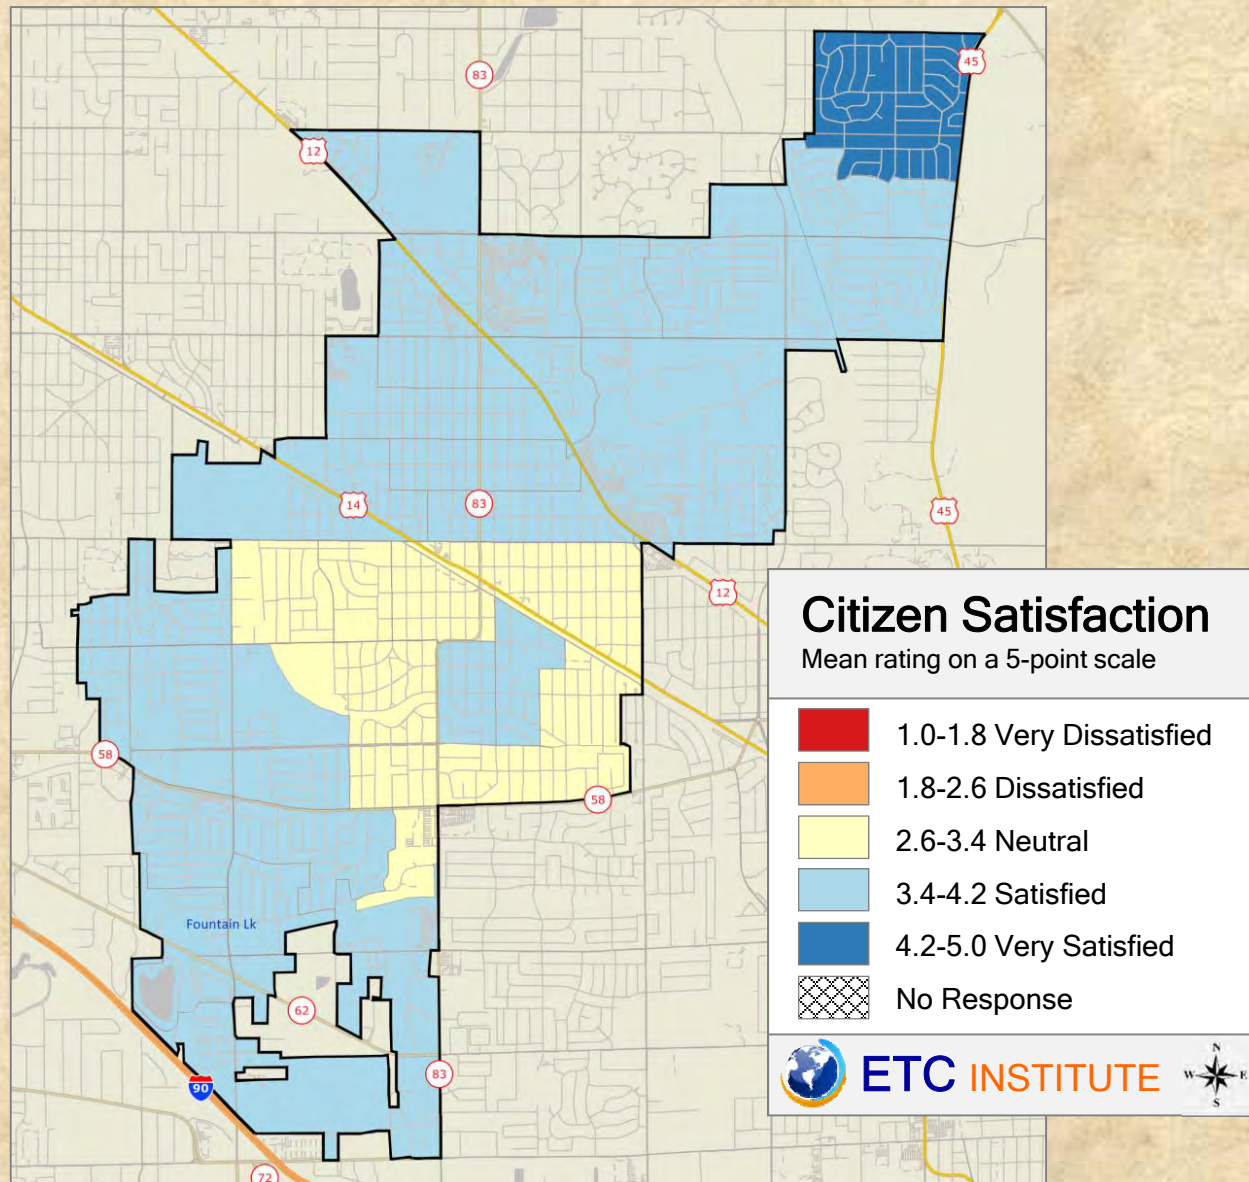 45
83
12
14
83
45
12
Citizen Satisfaction
Mean rating on a 5-point scale
1.0-1.8 Very Dissatisfied
58
1.8-2.6 Dissatisfied
58
2.6-3.4 Neutral
3.4-4.2 Satisfied
Fountain Lk
4.2-5.0 Very Satisfied
No Response
62
N
W E
S
ETC INSTITUTE
83
90
72